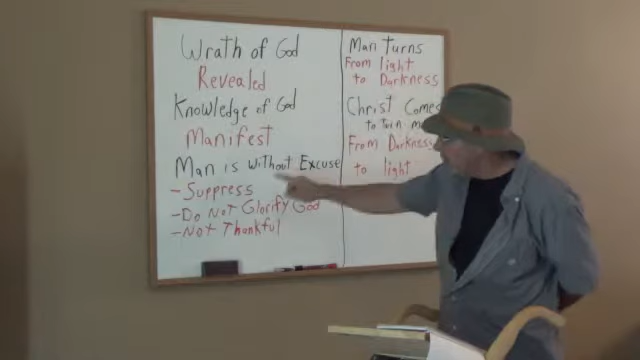 Wrath of God
Revealed
Knowledge of God
Manifest
Man is without Excuse
- Suppress
- Do Not Glorify God
- Not Thankful
Man Turns
From light
to Darkness
Christ Comes
to Turn
From Darkness
to light